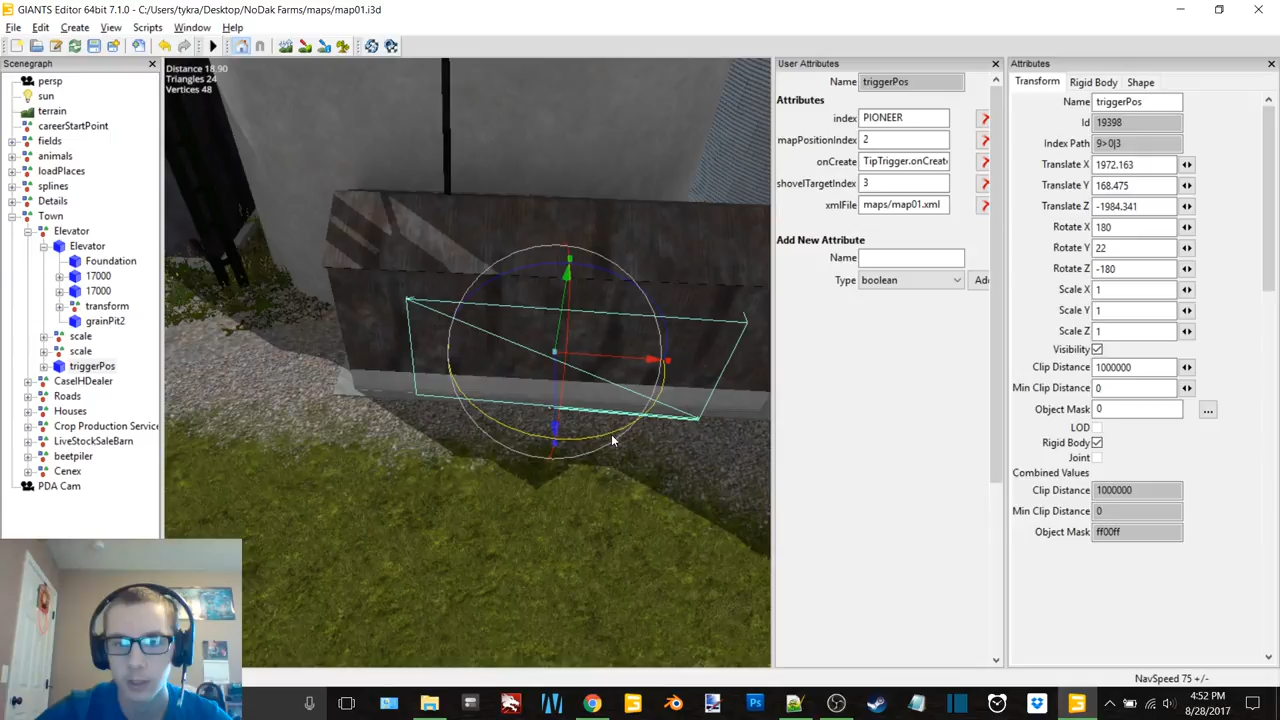 GIANTS Editor 64bit 7.1.0 - C:/Users/tykra/Desktop/NoDak Farms/maps/map01.i3d
File Edit Create View Scripts Window Help
Scenegraph
persp
sun
terrain
careerStartPoint
fields
animals
loadPlaces
splines
Details
Town
Elevator
Elevator
Foundation
17000
17000
transform
grainPit2
scale
scale
triggerPos
CaseIHDealer
Roads
Houses
Crop Production Service
LiveStockSaleBarn
beetpiler
Cenex
PDA Cam
Distance 18.90
Triangles 24
Vertices 48
User Attributes
Name triggerPos
Attributes
index PIONEER
mapPositionIndex 2
onCreate TipTrigger.onCreat
shovelTargetIndex 3
xmlFile maps/map01.xml
Add New Attribute
Name
Type boolean Add
Attributes
Transform Rigid Body Shape
Name triggerPos
Id 19398
Index Path 9>0|3
Translate X 1972.163
Translate Y 168.475
Translate Z -1984.341
Rotate X 180
Rotate Y 22
Rotate Z -180
Scale X 1
Scale Y 1
Scale Z 1
Visibility
Clip Distance 1000000
Min Clip Distance 0
Object Mask 0 ...
LOD
Rigid Body
Joint
Combined Values
Clip Distance 1000000
Min Clip Distance 0
Object Mask ff00ff
NavSpeed 75 +/-
4:52 PM
8/28/2017